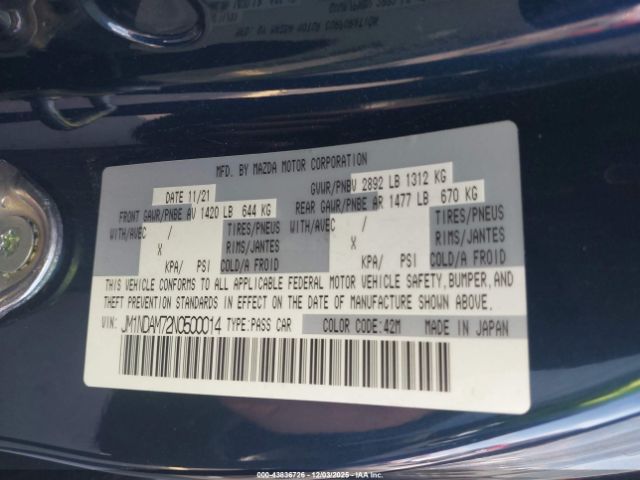 MFD. BY MAZDA MOTOR CORPORATION
DATE 11/21 GVWR/PNBV 2892 LB 1312 KG
FRONT GAWR/PNBE AV 1420 LB 644 KG REAR GAWR/PNBE AR 1477 LB 670 KG
WITH/AVEC / TIRES/PNEUS WITH/AVEC / TIRES/PNEUS
X RIMS/JANTES X RIMS/JANTES
KPA/ PSI COLD/A FROID KPA/ PSI COLD/A FROID
THIS VEHICLE CONFORMS TO ALL APPLICABLE FEDERAL MOTOR VEHICLE SAFETY, BUMPER, AND
THEFT PREVENTION STANDARDS IN EFFECT ON THE DATE OF MANUFACTURE SHOWN ABOVE.
VIN: JM1NDAM72N0500014 TYPE:PASS CAR COLOR CODE:42M MADE IN JAPAN
000-43836726 - 12/03/2025 - IAAI.COM